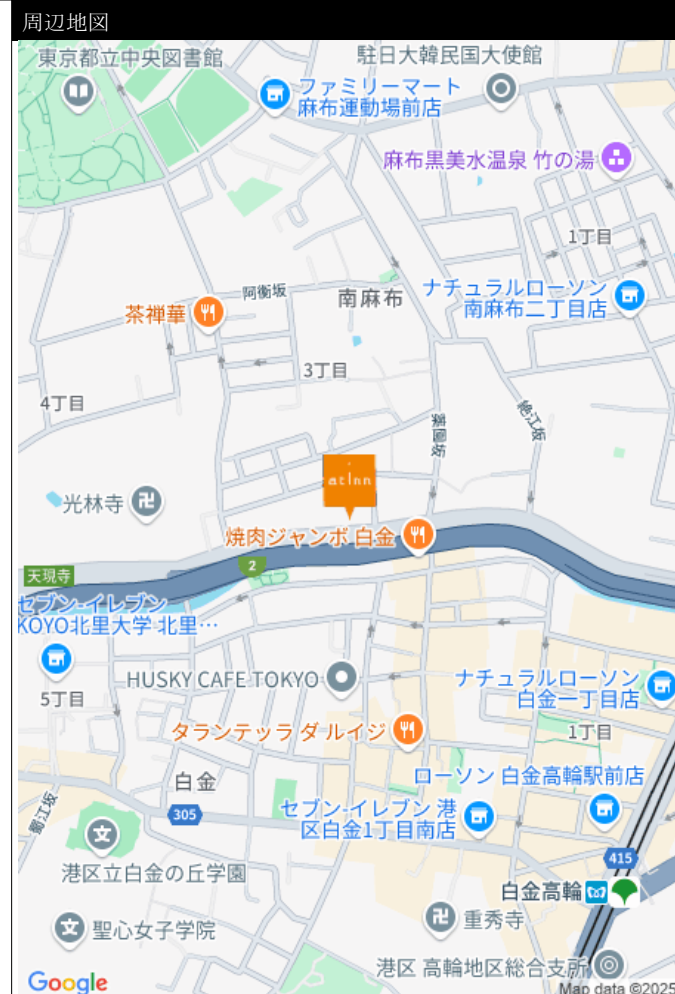 周辺地図
東京都立中央図書館
駐日大韓民国大使館
ファミリーマート
麻布運動場前店
麻布黒美水温泉 竹の湯
1丁目
阿衡坂
南麻布
ナチュラルローソン
南麻布二丁目店
茶禅華
3丁目
4丁目
薬園坂
絶江坂
at Inn
光林寺
焼肉ジャンボ 白金
2
天現寺
セブン-イレブン
KOYO北里大学 北里…
HUSKY CAFE TOKYO
ナチュラルローソン
白金一丁目店
5丁目
タランテッラ ダ ルイジ
1丁目
白金
ローソン 白金高輪駅前店
蜀江坂
305
セブン-イレブン 港
区白金1丁目南店
415
港区立白金の丘学園
白金高輪
聖心女子学院
重秀寺
港区 高輪地区総合支所
Google
Map data ©2025